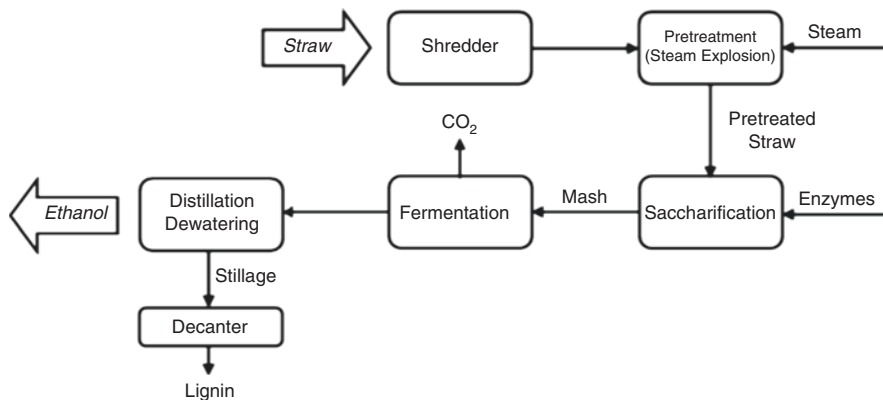 Straw
Shredder
Pretreatment
(Steam Explosion)
Steam
Pretreated
Straw
CO₂
Ethanol
Distillation
Dewatering
Fermentation
Mash
Saccharification
Enzymes
Stillage
Decanter
Lignin